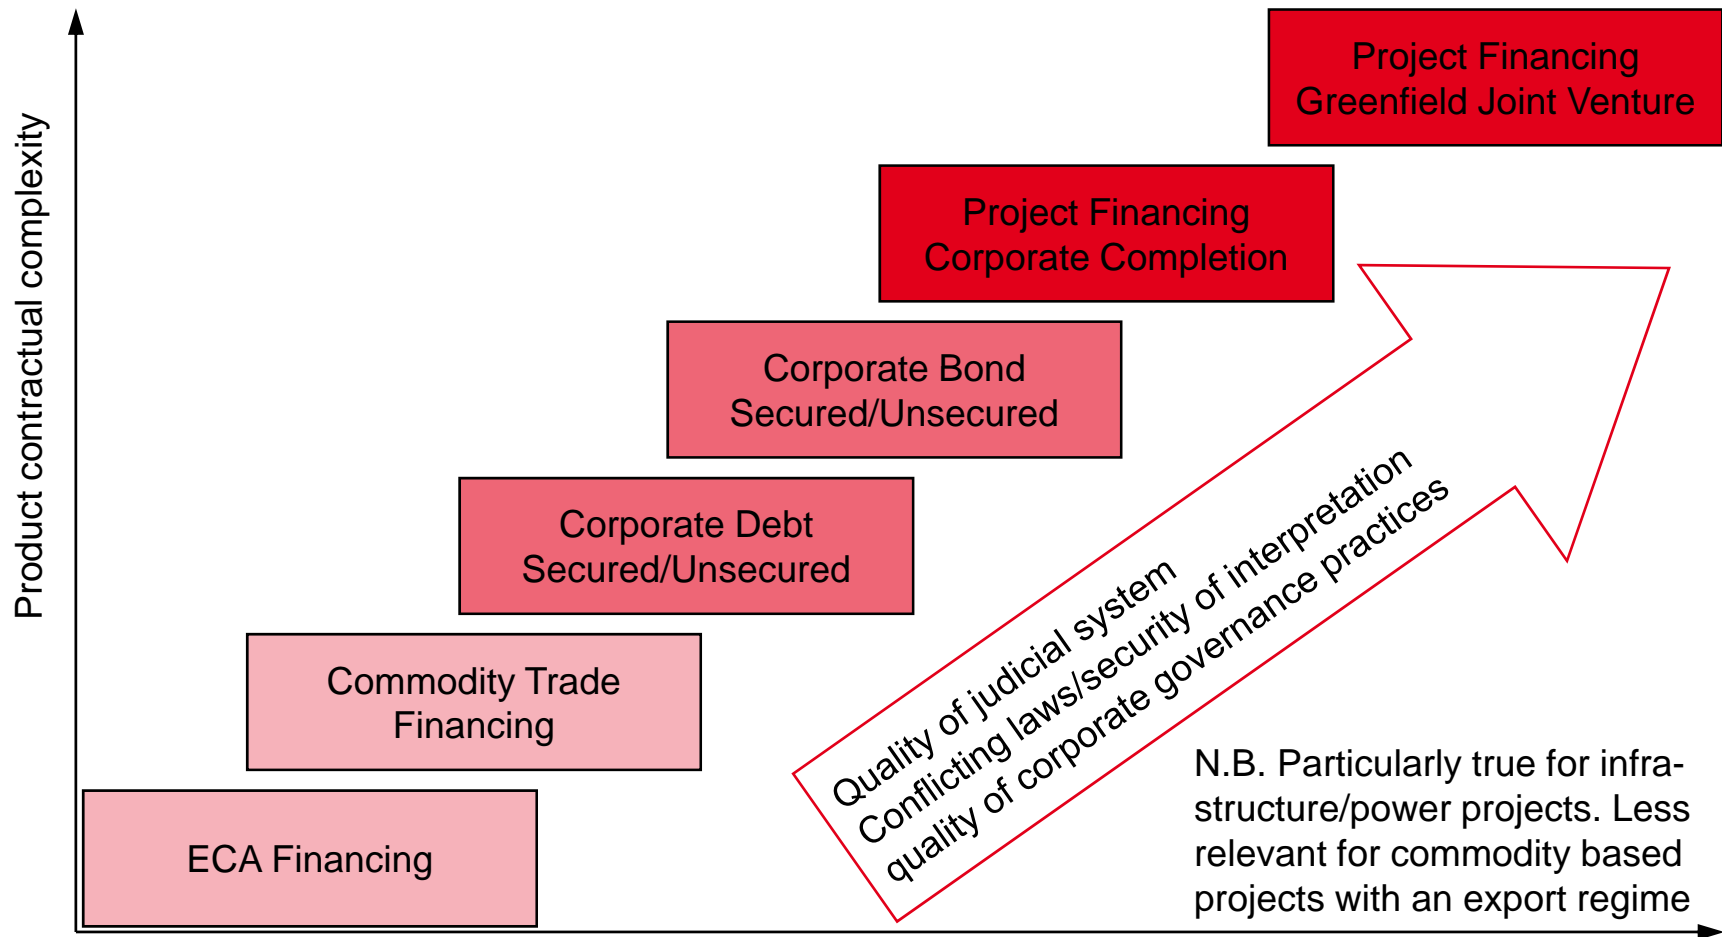 Product contractual complexity
Project Financing
Greenfield Joint Venture
Project Financing
Corporate Completion
Corporate Bond
Secured/Unsecured
Corporate Debt
Secured/Unsecured
Commodity Trade
Financing
ECA Financing
Quality of judicial system
Conflicting laws/security of interpretation
quality of corporate governance practices
N.B. Particularly true for infra-
structure/power projects. Less
relevant for commodity based
projects with an export regime